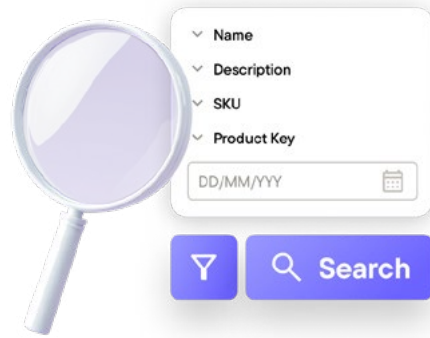 Name
Description
SKU
Product Key
DD/MM/YYY
Search